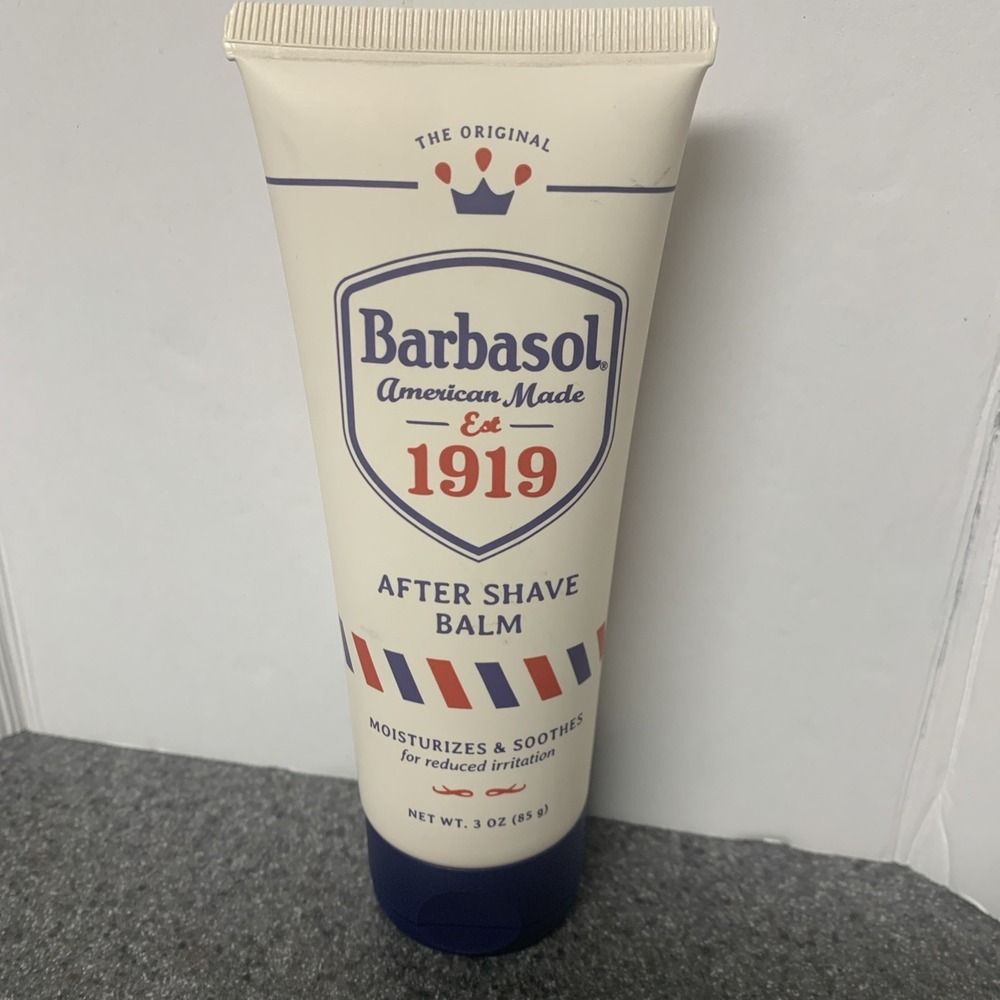 THE ORIGINAL
Barbasol®
American Made
Est
1919
AFTER SHAVE
BALM
MOISTURIZES & SOOTHES
for reduced irritation
NET WT. 3 OZ (85 g)